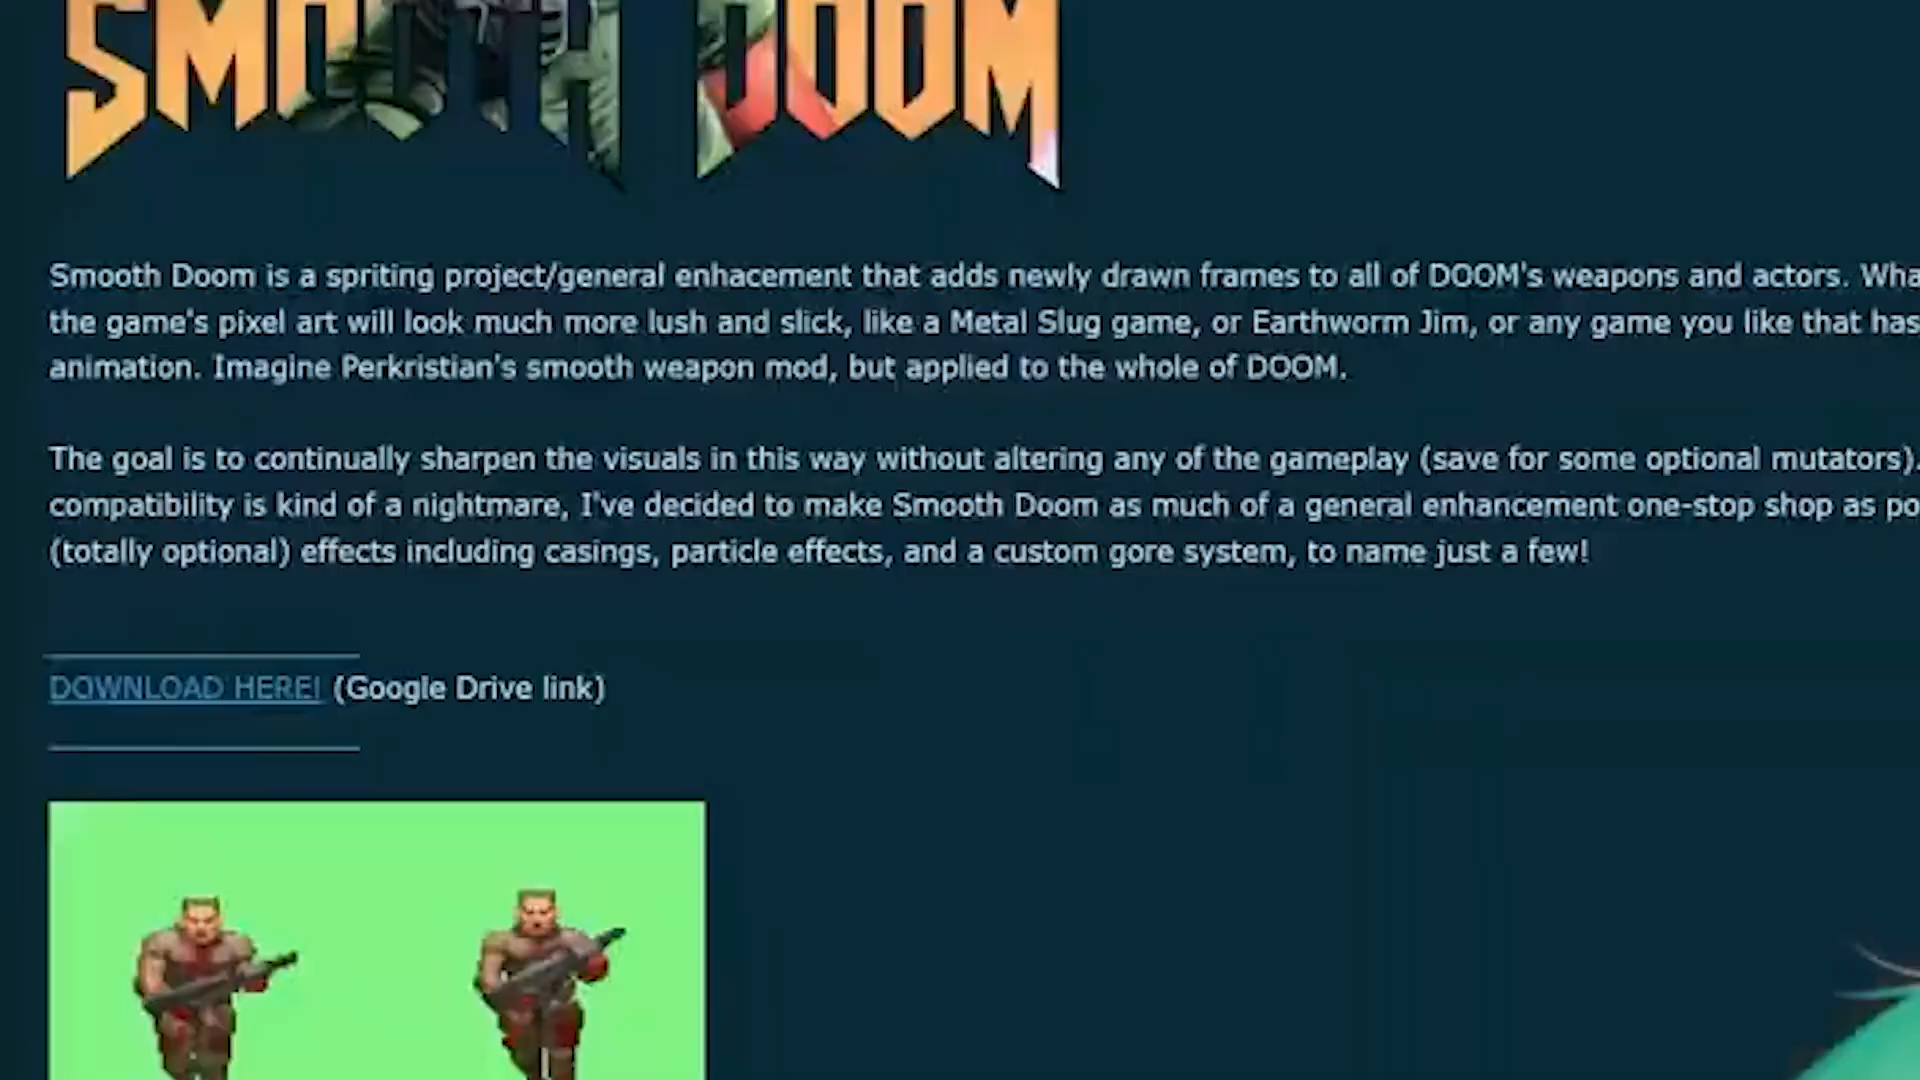 SMOOTH DOOM
Smooth Doom is a spriting project/general enhacement that adds newly drawn frames to all of DOOM's weapons and actors.
the game's pixel art will look much more lush and slick, like a Metal Slug game, or Earthworm Jim, or any game you like that has
animation. Imagine Perkristian's smooth weapon mod, but applied to the whole of DOOM.
The goal is to continually sharpen the visuals in this way without altering any of the gameplay (save for some optional mutators).
compatibility is kind of a nightmare, I've decided to make Smooth Doom as much of a general enhancement one-stop shop as
(totally optional) effects including casings, particle effects, and a custom gore system, to name just a few!
DOWNLOAD HERE! (Google Drive link)